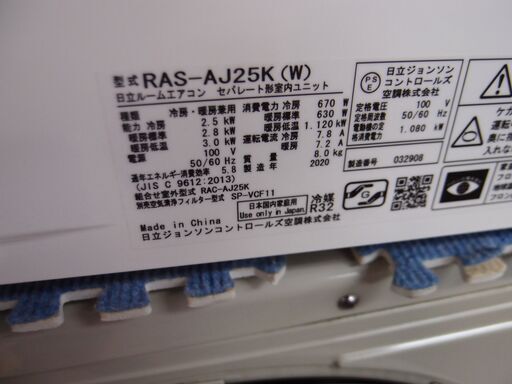 型式 RAS-AJ25K(W)
日立ルームエアコン セパレート形室内ユニット
種類 冷房・暖房兼用 消費電力 冷房 670 W
能力 冷房 2.5 kW 暖房標準 630 W
暖房標準 2.8 kW 暖房低温 1.120 kW
暖房低温 3.0 kW 運転電流 冷房 7.8 A
電源 100 V 暖房標準 7.2 A
50/60 Hz 質量 8.0 kg
通年エネルギー消費効率 5.8 製造年 2020
(JIS C 9612:2013)
組合せ室外型式 RAC-AJ25K
別売空気清浄フィルター型式 SP-VCF11
Made in China
日立ジョンソンコントロールズ空調株式会社
日本国内家庭用
Use only in Japan.
冷媒
R32
PS
E
日立ジョンソン
コントロールズ
空調株式会社
定格電圧 100 V
定格周波数 50/60 Hz
電動機の定格消費電力 1.080 kW
製造番号 032908